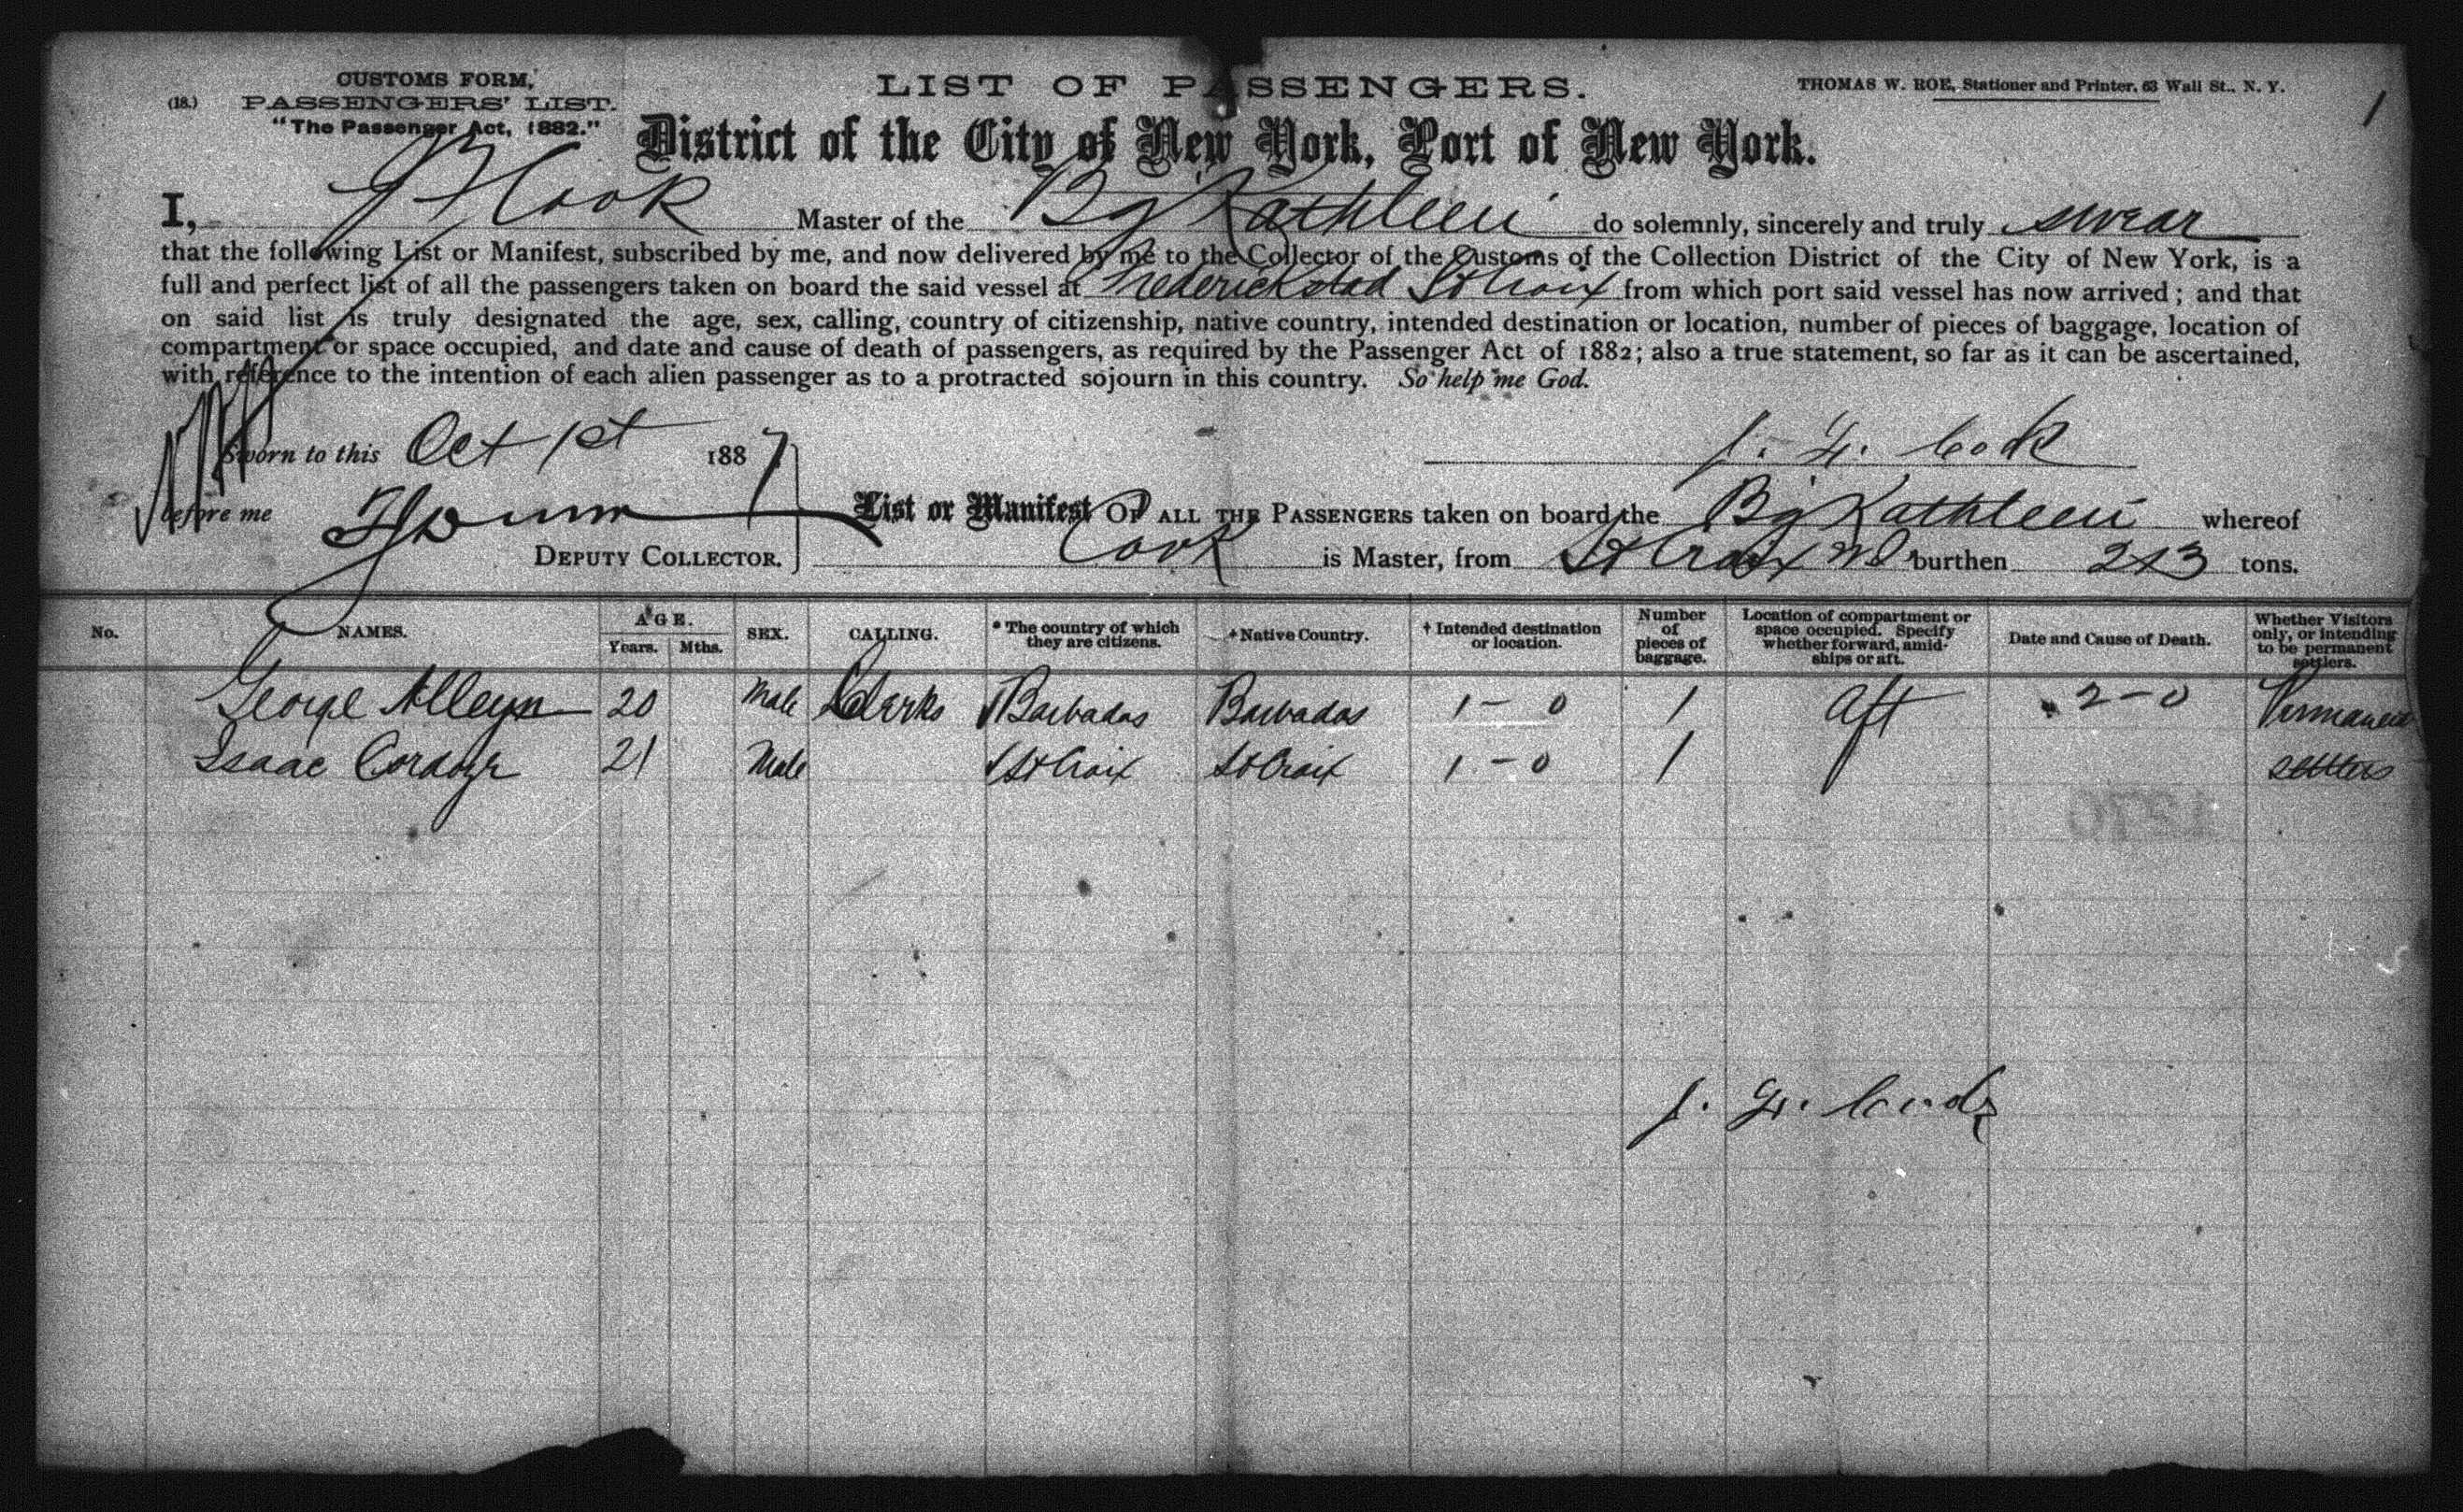 CUSTOMS FORM,
(18.) PASSENGERS' LIST.
"The Passenger Act, 1882."
LIST OF PASSENGERS.
THOMAS W. ROE, Stationer and Printer, 63 Wall St., N. Y.
1
District of the City of New York, Port of New York.
I, Cook Master of the Bg Kathleen do solemnly, sincerely and truly swear
that the following List or Manifest, subscribed by me, and now delivered by me to the Collector of the Customs of the Collection District of the City of New York, is a
full and perfect list of all the passengers taken on board the said vessel at Frederickstad St Croix from which port said vessel has now arrived; and that
on said list is truly designated the age, sex, calling, country of citizenship, native country, intended destination or location, number of pieces of baggage, location of
compartment or space occupied, and date and cause of death of passengers, as required by the Passenger Act of 1882; also a true statement, so far as it can be ascertained,
with reference to the intention of each alien passenger as to a protracted sojourn in this country. So help me God.
Sworn to this Oct 1st 1887
J. Cook
before me
DEPUTY COLLECTOR.
List or Manifest OF ALL THE PASSENGERS taken on board the Bg Kathleen whereof
Cook is Master, from St Croix burthen tons.
No. NAMES. AGE. Years. Mths. SEX. CALLING. * The country of which they are citizens. † Native Country. † Intended destination or location. Number of pieces of baggage. Location of compartment or space occupied. Specify whether forward, amidships or aft. Date and Cause of Death. Whether Visitors only, or intending to be permanent settlers.
George Alleyn 20 Male Clerks Barbados Barbados 1 - 0 1 aft 2 - 0 Permanent
Isaac 21 Male St Croix St Croix 1 - 0 1 settlers
J. Cook